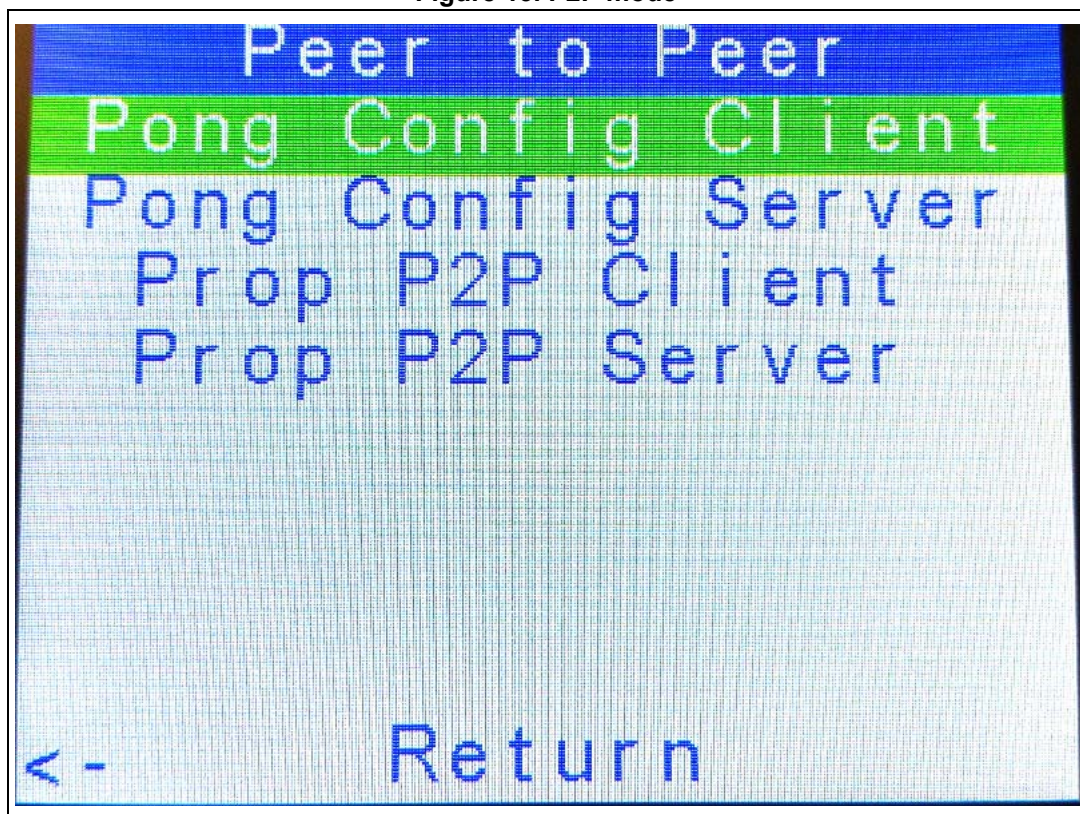 Peer to Peer
Pong Config Client
Pong Config Server
Prop P2P Client
Prop P2P Server
<- Return